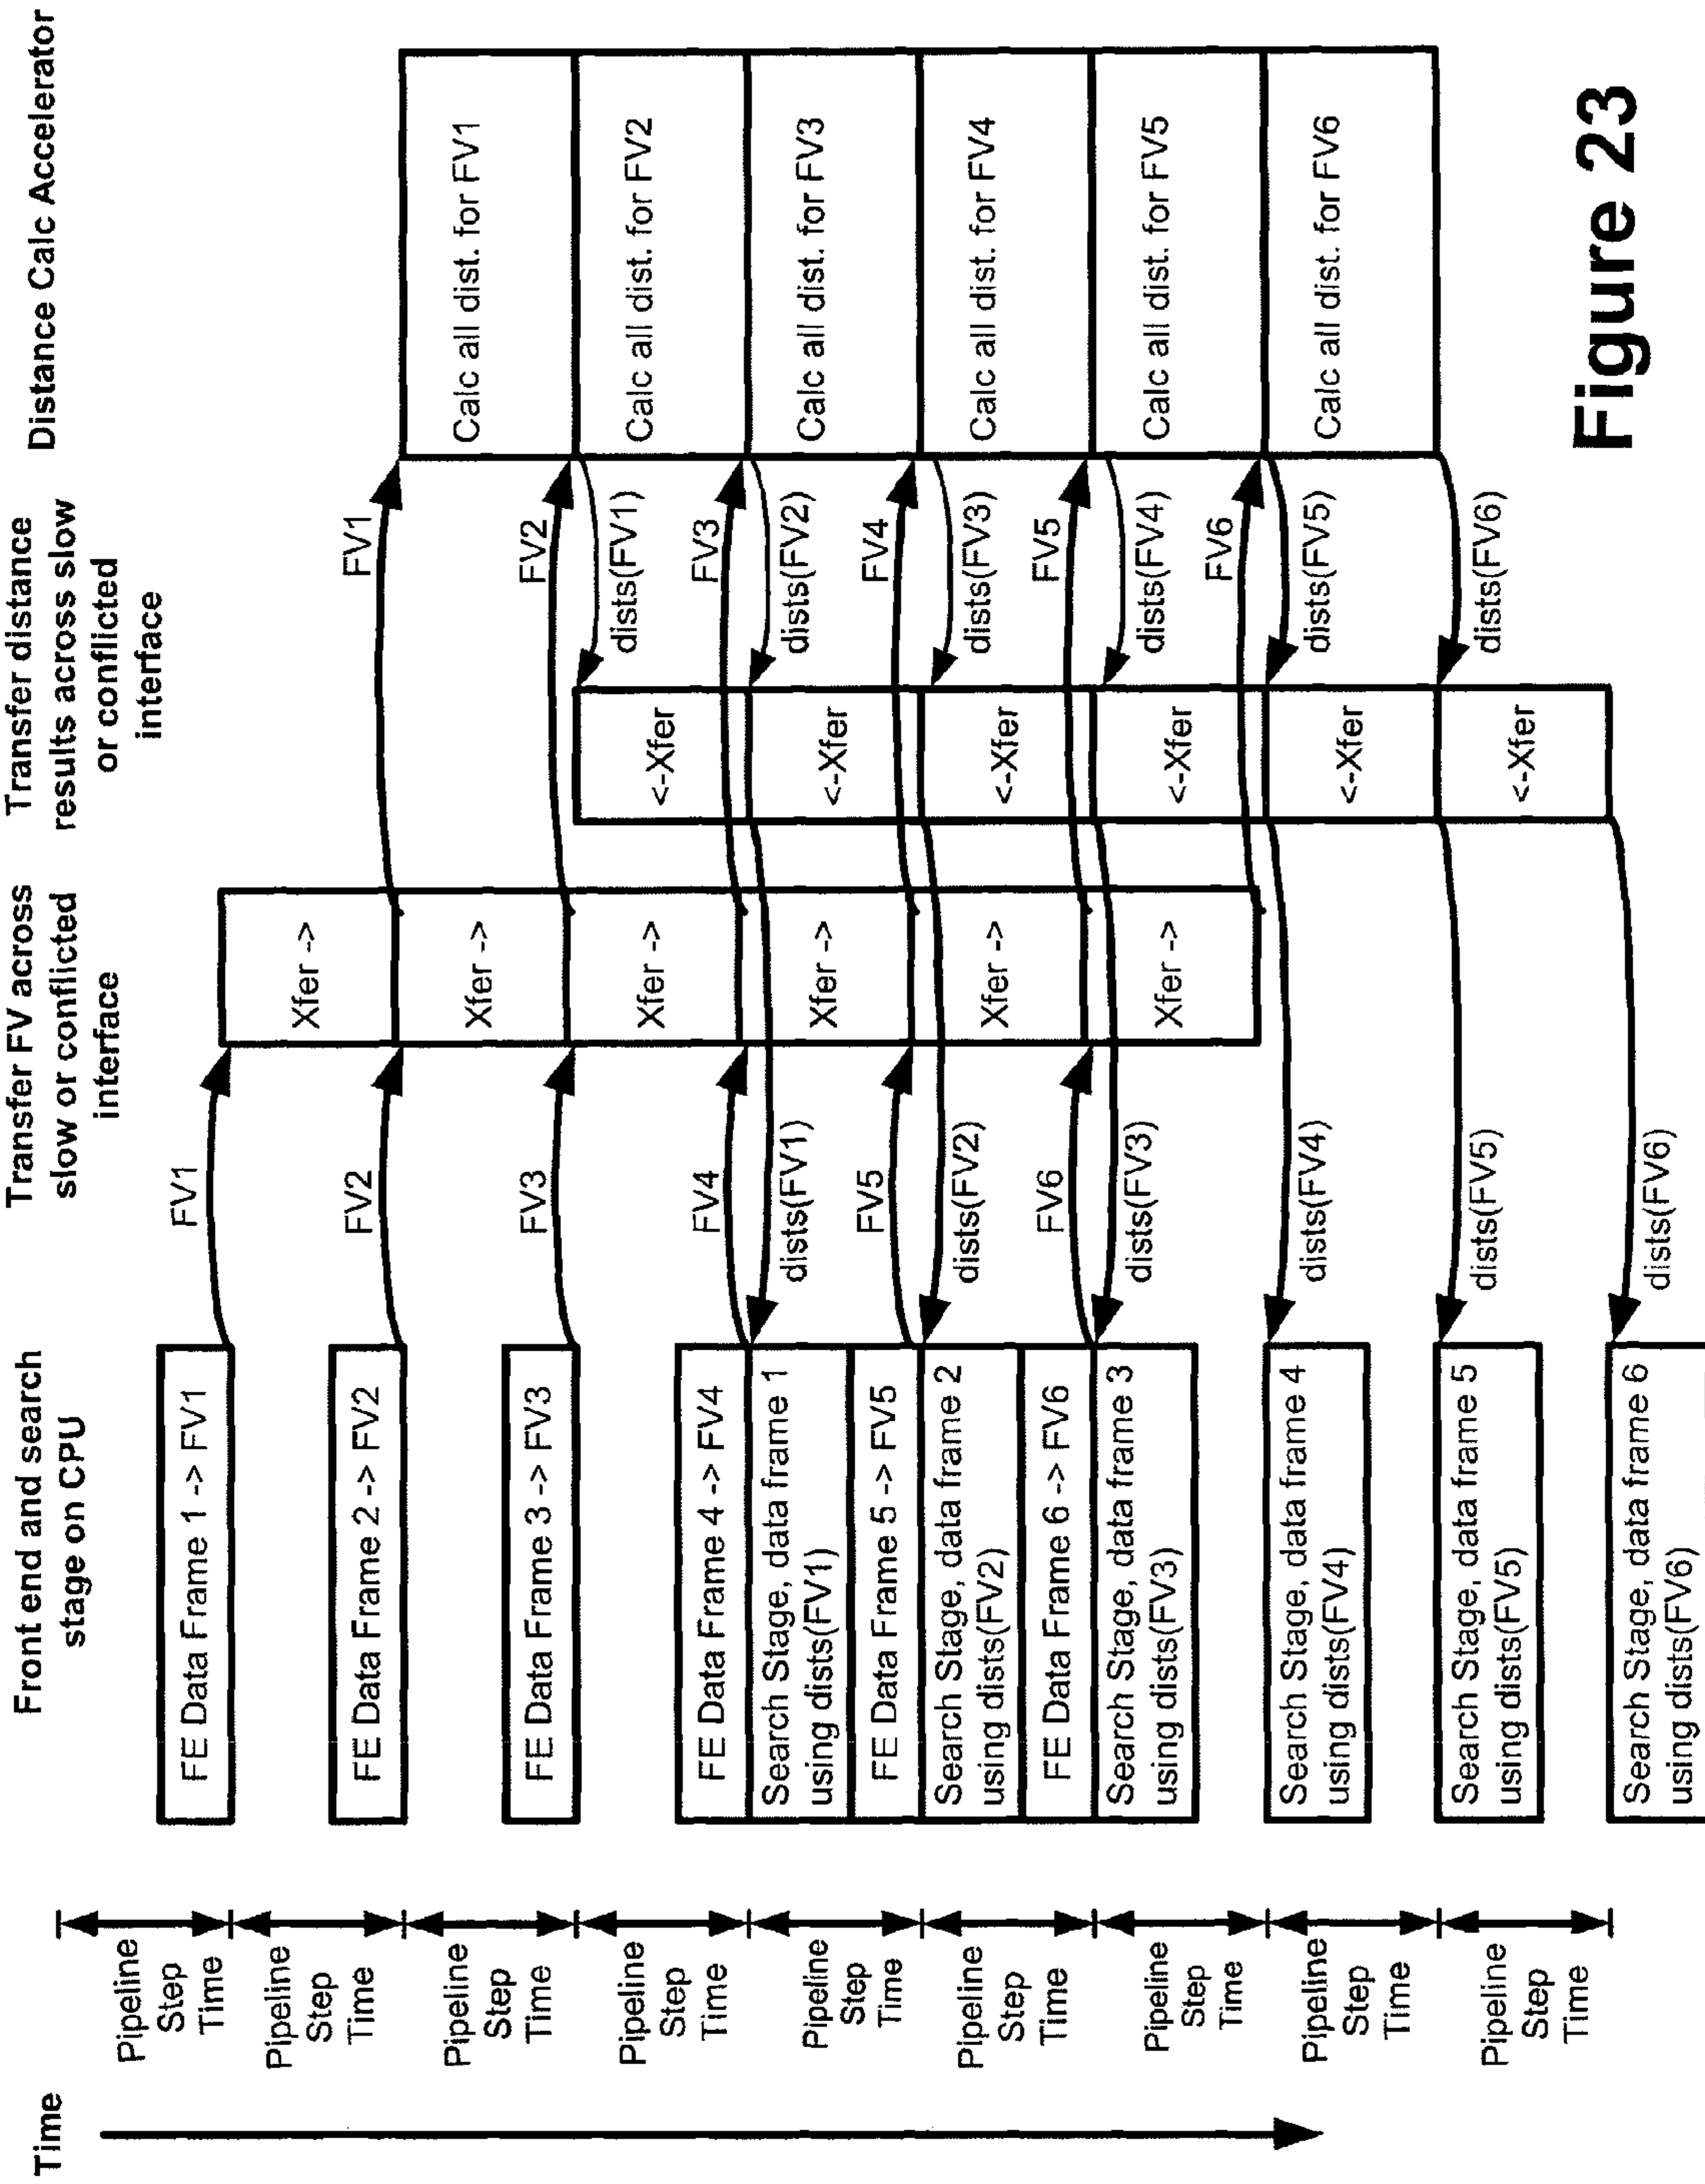 Time
Front end and search
stage on CPU
Transfer FV across
slow or conflicted
interface
Transfer distance
results across slow
or conflicted
interface
Distance Calc Accelerator
Pipeline
Step
Time
Pipeline
Step
Time
Pipeline
Step
Time
Pipeline
Step
Time
Pipeline
Step
Time
Pipeline
Step
Time
Pipeline
Step
Time
Pipeline
Step
Time
Pipeline
Step
Time
FE Data Frame 1 -> FV1
FE Data Frame 2 -> FV2
FE Data Frame 3 -> FV3
FE Data Frame 4 -> FV4
Search Stage, data frame 1
using dists(FV1)
FE Data Frame 5 -> FV5
Search Stage, data frame 2
using dists(FV2)
FE Data Frame 6 -> FV6
Search Stage, data frame 3
using dists(FV3)
Search Stage, data frame 4
using dists(FV4)
Search Stage, data frame 5
using dists(FV5)
Search Stage, data frame 6
using dists(FV6)
FV1
FV2
FV3
FV4
dists(FV1)
FV5
dists(FV2)
FV6
dists(FV3)
dists(FV4)
dists(FV5)
dists(FV6)
Xfer ->
Xfer ->
Xfer ->
Xfer ->
Xfer ->
Xfer ->
<-Xfer
<-Xfer
<-Xfer
<-Xfer
<-Xfer
<-Xfer
FV1
FV2
dists(FV1)
FV3
dists(FV2)
FV4
dists(FV3)
FV5
dists(FV4)
FV6
dists(FV5)
dists(FV6)
Calc all dist. for FV1
Calc all dist. for FV2
Calc all dist. for FV3
Calc all dist. for FV4
Calc all dist. for FV5
Calc all dist. for FV6
Figure 23